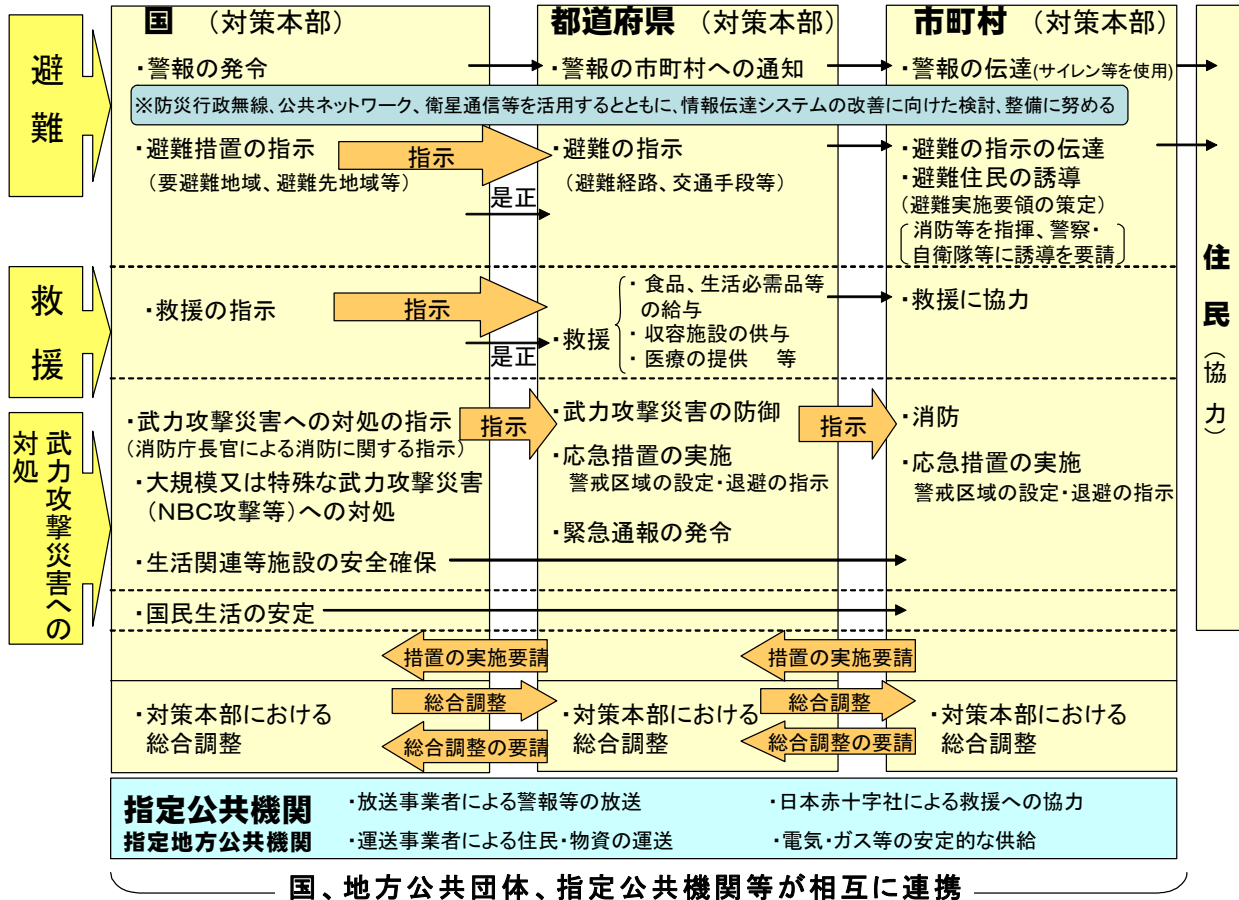 国（対策本部）
都道府県（対策本部）
市町村（対策本部）
避難
・警報の発令
・警報の市町村への通知
・警報の伝達(サイレン等を使用)
※防災行政無線、公共ネットワーク、衛星通信等を活用するとともに、情報伝達システムの改善に向けた検討、整備に努める
・避難措置の指示
（要避難地域、避難先地域等）
指示
是正
・避難の指示
（避難経路、交通手段等）
・避難の指示の伝達
・避難住民の誘導
（避難実施要領の策定）
消防等を指揮、警察・
自衛隊等に誘導を要請
救援
・救援の指示
指示
是正
・救援
・食品、生活必需品等
の給与
・収容施設の供与
・医療の提供　等
・救援に協力
武力攻撃災害への
対処
・武力攻撃災害への対処の指示
（消防庁長官による消防に関する指示）
・大規模又は特殊な武力攻撃災害
（NBC攻撃等）への対処
・生活関連等施設の安全確保
指示
・武力攻撃災害の防御
・応急措置の実施
警戒区域の設定・退避の指示
・緊急通報の発令
指示
・消防
・応急措置の実施
警戒区域の設定・退避の指示
・国民生活の安定
措置の実施要請
措置の実施要請
・対策本部における
総合調整
総合調整
総合調整の要請
・対策本部における
総合調整
総合調整
総合調整の要請
・対策本部における
総合調整
住民（協力）
指定公共機関
指定地方公共機関
・放送事業者による警報等の放送
・日本赤十字社による救援への協力
・運送事業者による住民・物資の運送
・電気・ガス等の安定的な供給
国、地方公共団体、指定公共機関等が相互に連携